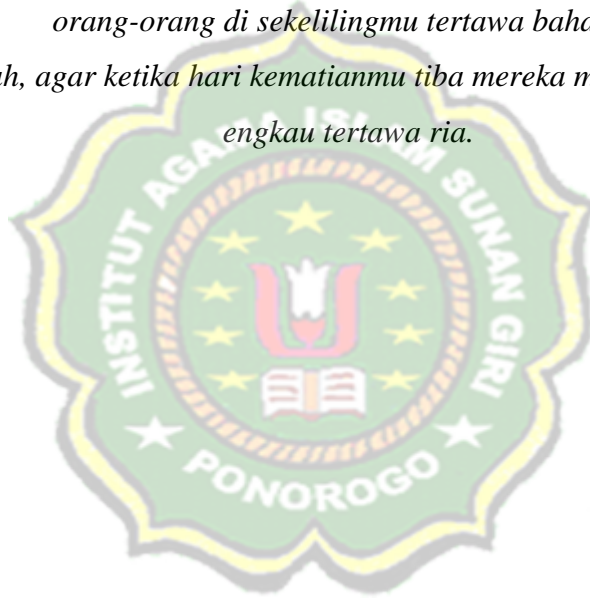 orang-orang di sekelilingmu tertawa
agar ketika hari kematianmu tiba mereka
engkau tertawa ria.
INSTITUT AGAMA ISLAM SUNAN GIRI
PONOROGO